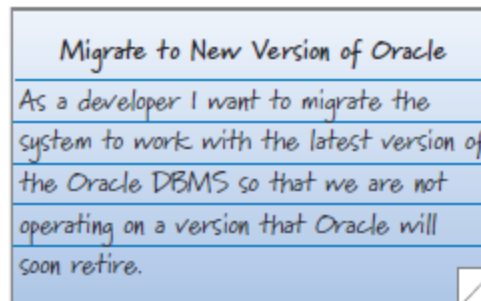 Migrate to New Version of Oracle
As a developer I want to migrate the
system to work with the latest version of
the Oracle DBMS so that we are not
operating on a version that Oracle will
soon retire.